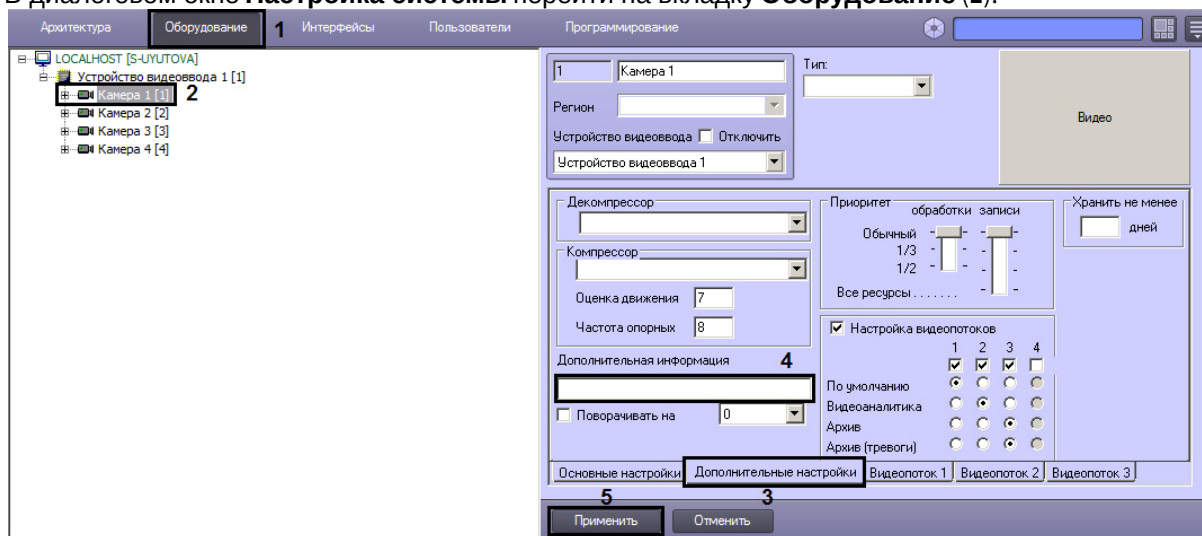 В диалоговом окне Настройка системы перейти на вкладку Оборудование (1).
Архитектура Оборудование 1 Интерфейсы Пользователи Программирование
LOCALHOST [S-UYUTOVA]
Устройство видеоввода 1 [1]
Камера 1 [1] 2
Камера 2 [2]
Камера 3 [3]
Камера 4 [4]
1 Камера 1
Тип:
Регион
Устройство видеоввода Отключить
Устройство видеоввода 1
Видео
Декомпрессор
Компрессор
Оценка движения 7
Частота опорных 8
Дополнительная информация 4
Поворачивать на 0
Приоритет
обработки записи
Обычный
1/3
1/2
Все ресурсы.......
Хранить не менее
дней
Настройка видеопотоков
1 2 3 4
По умолчанию
Видеоаналитика
Архив
Архив (тревоги)
Основные настройки Дополнительные настройки Видеопоток 1 Видеопоток 2 Видеопоток 3
5 3
Применить Отменить